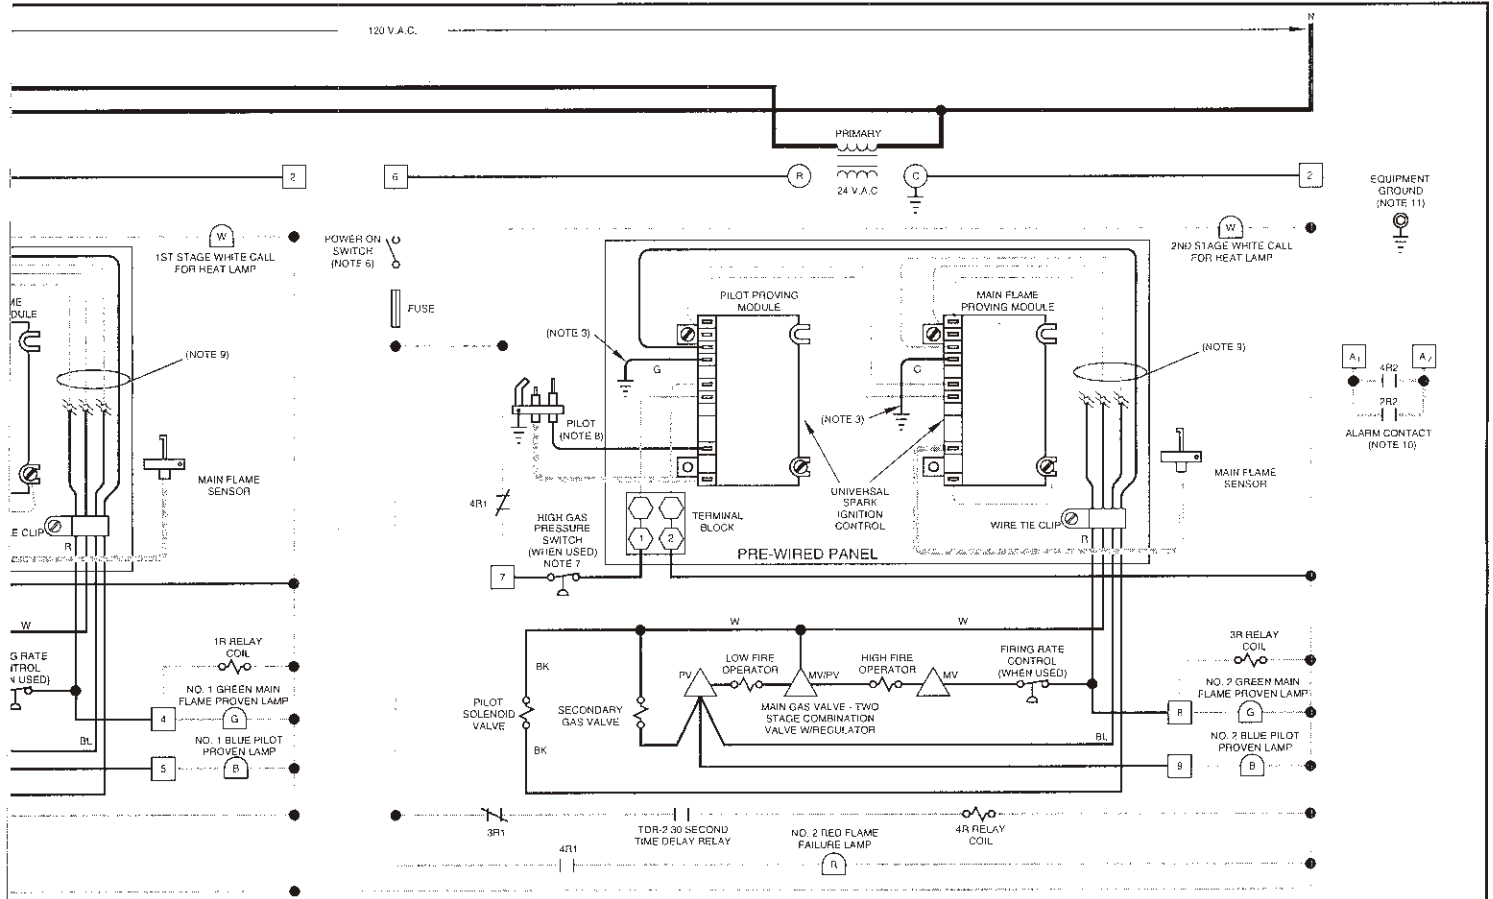 N
120 V.A.C.
PRIMARY
2
6
R
24 V.A.C
C
2
EQUIPMENT
GROUND
(NOTE 11)
W
1ST STAGE WHITE CALL
FOR HEAT LAMP
POWER ON
SWITCH
(NOTE 6)
FUSE
W
2ND STAGE WHITE CALL
FOR HEAT LAMP
PILOT PROVING
MODULE
MAIN FLAME
PROVING MODULE
(NOTE 3)
G
G
(NOTE 9)
(NOTE 9)
A1
A2
4R2
2R2
ALARM CONTACT
(NOTE 10)
PILOT
(NOTE 8)
(NOTE 3)
MAIN FLAME
SENSOR
MAIN FLAME
SENSOR
UNIVERSAL
SPARK
IGNITION
CONTROL
4R1
HIGH GAS
PRESSURE
SWITCH
(WHEN USED)
NOTE 7
TERMINAL
BLOCK
1
2
WIRE TIE CLIP
E CLIP
R
R
PRE-WIRED PANEL
7
W
W
W
1R RELAY
COIL
G RATE
NTROL
N USED)
NO. 1 GREEN MAIN
FLAME PROVEN LAMP
4
G
BL
NO. 1 BLUE PILOT
PROVEN LAMP
5
B
BK
BK
PILOT
SOLENOID
VALVE
SECONDARY
GAS VALVE
PV
LOW FIRE
OPERATOR
MV/PV
HIGH FIRE
OPERATOR
MV
FIRING RATE
CONTROL
(WHEN USED)
MAIN GAS VALVE - TWO
STAGE COMBINATION
VALVE W/REGULATOR
BL
3R RELAY
COIL
NO. 2 GREEN MAIN
FLAME PROVEN LAMP
8
G
NO. 2 BLUE PILOT
PROVEN LAMP
9
B
3R1
TDR-2 30 SECOND
TIME DELAY RELAY
4R RELAY
COIL
4R1
NO. 2 RED FLAME
FAILURE LAMP
R